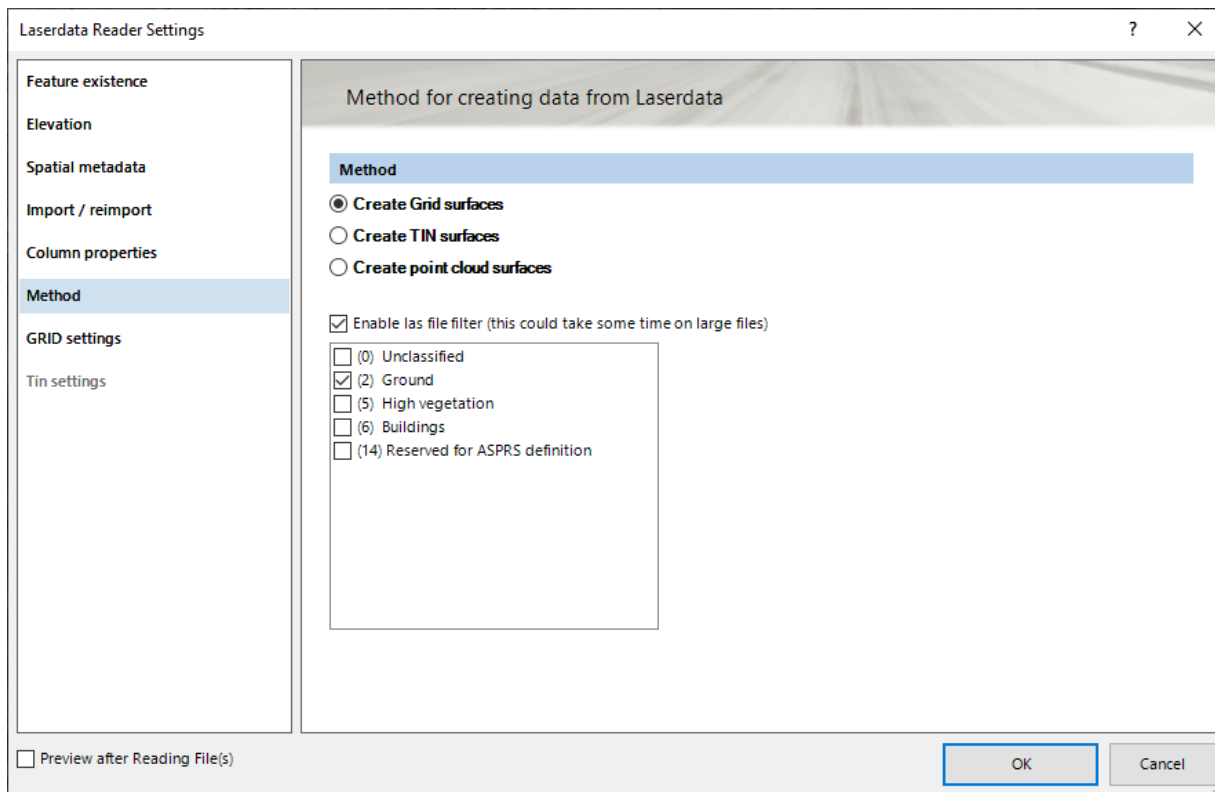 Laserdata Reader Settings
?
Feature existence
Elevation
Spatial metadata
Import / reimport
Column properties
Method
GRID settings
Tin settings
Method for creating data from Laserdata
Method
Create Grid surfaces
Create TIN surfaces
Create point cloud surfaces
Enable las file filter (this could take some time on large files)
(0) Unclassified
(2) Ground
(5) High vegetation
(6) Buildings
(14) Reserved for ASPRS definition
Preview after Reading File(s)
OK
Cancel